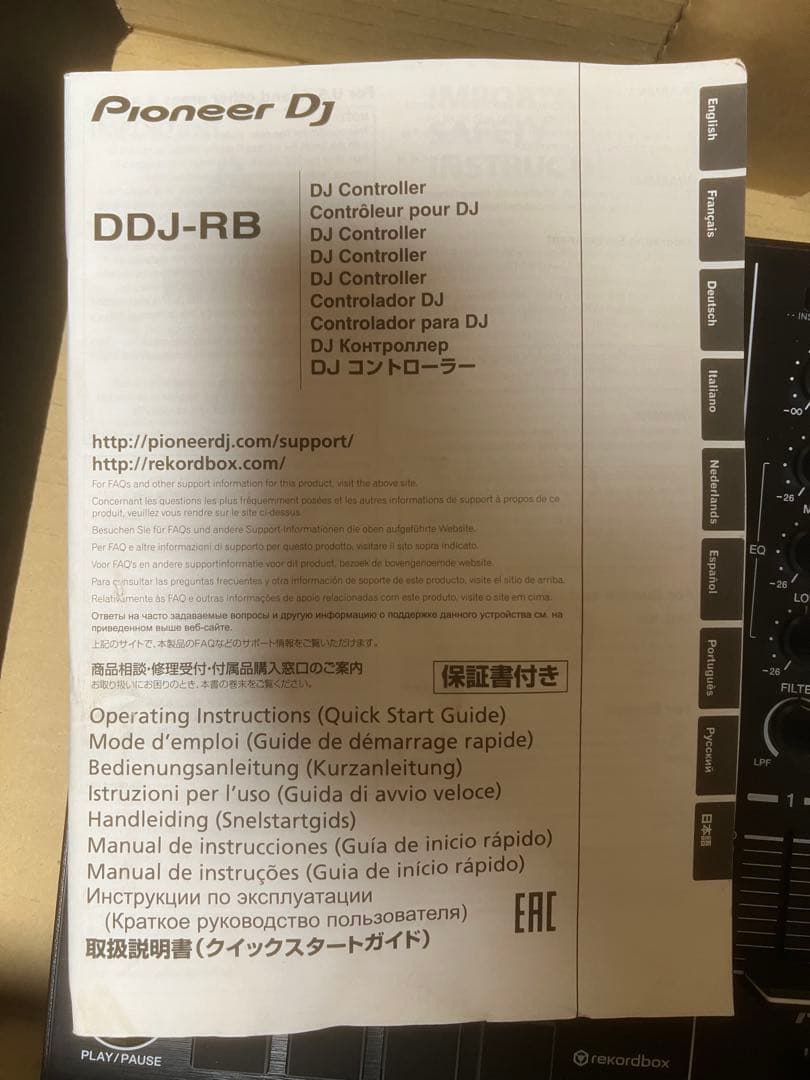 Pioneer Dj
DDJ-RB
DJ Controller
Contrôleur pour DJ
DJ Controller
DJ Controller
DJ Controller
Controlador DJ
Controlador para DJ
DJ Контроллер
DJ コントローラー
http://pioneerdj.com/support/
http://rekordbox.com/
For FAQs and other support information for this product, visit the above site.
Concernant les questions les plus fréquemment posées et les autres informations de support à propos de ce
produit, veuillez vous rendre sur le site ci-dessus.
Besuchen Sie für FAQs und andere Support-Informationen die oben aufgeführte Website.
Per FAQ e altre informazioni di supporto per questo prodotto, visitare il sito sopra indicato.
Voor FAQ's en andere supportinformatie voor dit product, bezoek de bovengenoemde website.
Para consultar las preguntas frecuentes y otra información de soporte de este producto, visite el sitio de arriba.
Relativamente às FAQ e outras informações de apoio relacionadas com este produto, visite o site em cima.
Ответы на часто задаваемые вопросы и другую информацию о поддержке данного устройства см. на
приведенном выше веб-сайте.
上記のサイトで、本製品のFAQなどのサポート情報をご覧いただけます。
商品相談・修理受付・付属品購入窓口のご案内
お取り扱いにお困りのとき、本書の巻末をご覧ください。
保証書付き
Operating Instructions (Quick Start Guide)
Mode d'emploi (Guide de démarrage rapide)
Bedienungsanleitung (Kurzanleitung)
Istruzioni per l'uso (Guida di avvio veloce)
Handleiding (Snelstartgids)
Manual de instrucciones (Guía de inicio rápido)
Manual de instruções (Guia de início rápido)
Инструкции по эксплуатации
(Краткое руководство пользователя)
取扱説明書（クイックスタートガイド）
EAC
English
Français
Deutsch
Italiano
Nederlands
Español
Português
Русский
日本語
-∞
-26
EQ
-26
LO
-26
FILTE
LPF
1
PLAY/PAUSE
rekordbox